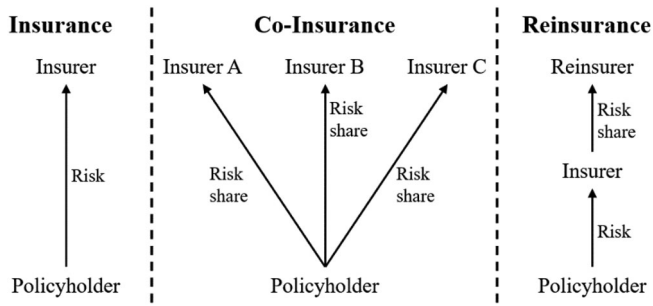 Insurance
Insurer
Risk
Policyholder
Co-Insurance
Insurer A
Insurer B
Insurer C
Risk
share
Risk
share
Risk
share
Policyholder
Reinsurance
Reinsurer
Risk
share
Insurer
Risk
Policyholder